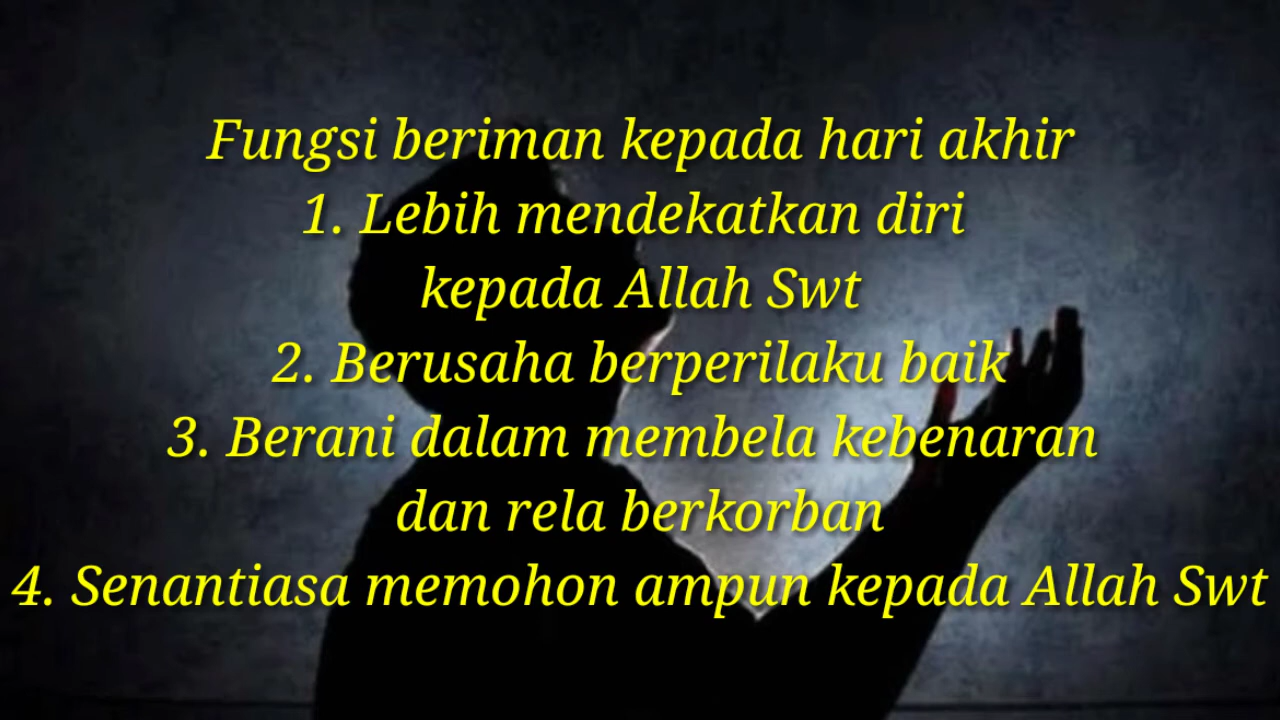 Fungsi beriman kepada hari akhir
1. Lebih mendekatkan diri
kepada Allah Swt
2. Berusaha berperilaku baik
3. Berani dalam membela kebenaran
dan rela berkorban
4. Senantiasa memohon ampun kepada Allah Swt